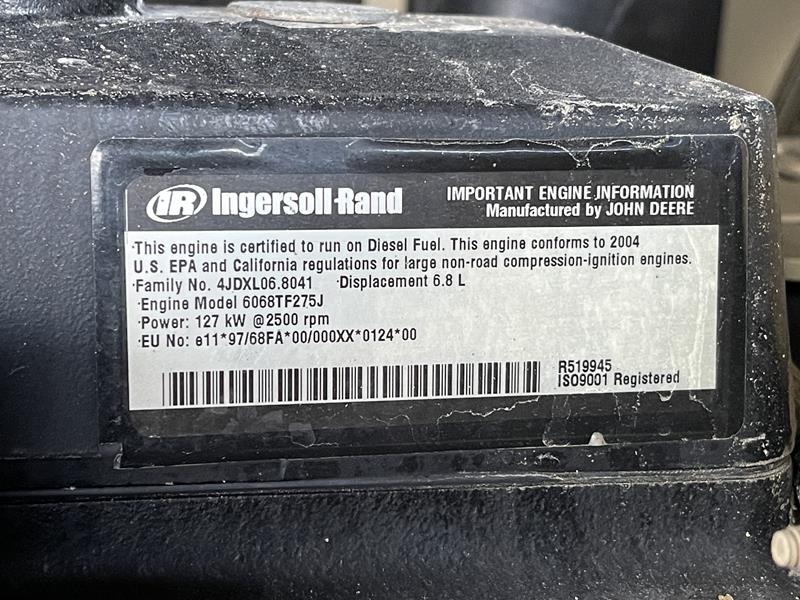 IR Ingersoll-Rand
IMPORTANT ENGINE INFORMATION
Manufactured by JOHN DEERE
·This engine is certified to run on Diesel Fuel. This engine conforms to 2004
U.S. EPA and California regulations for large non-road compression-ignition engines.
·Family No. 4JDXL06.8041 ·Displacement 6.8 L
·Engine Model 6068TF275J
·Power: 127 kW @2500 rpm
·EU No: e11*97/68FA*00/000XX*0124*00
R519945
ISO9001 Registered